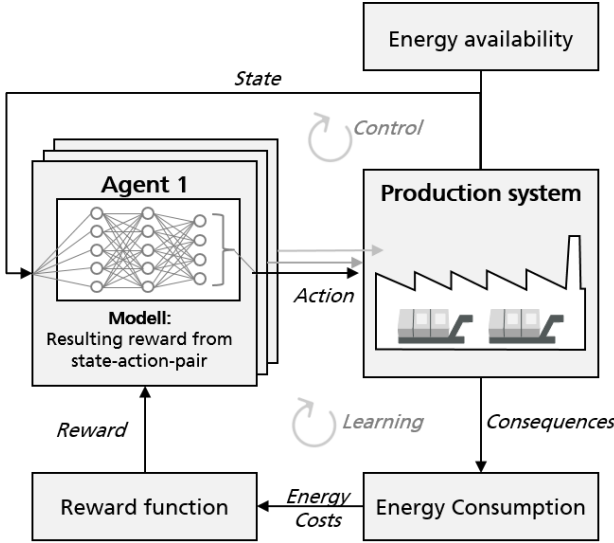 Energy availability
State
Control
Agent 1
Production system
Action
Modell:
Resulting reward from
state-action-pair
Reward
Learning
Consequences
Reward function
Energy
Costs
Energy Consumption